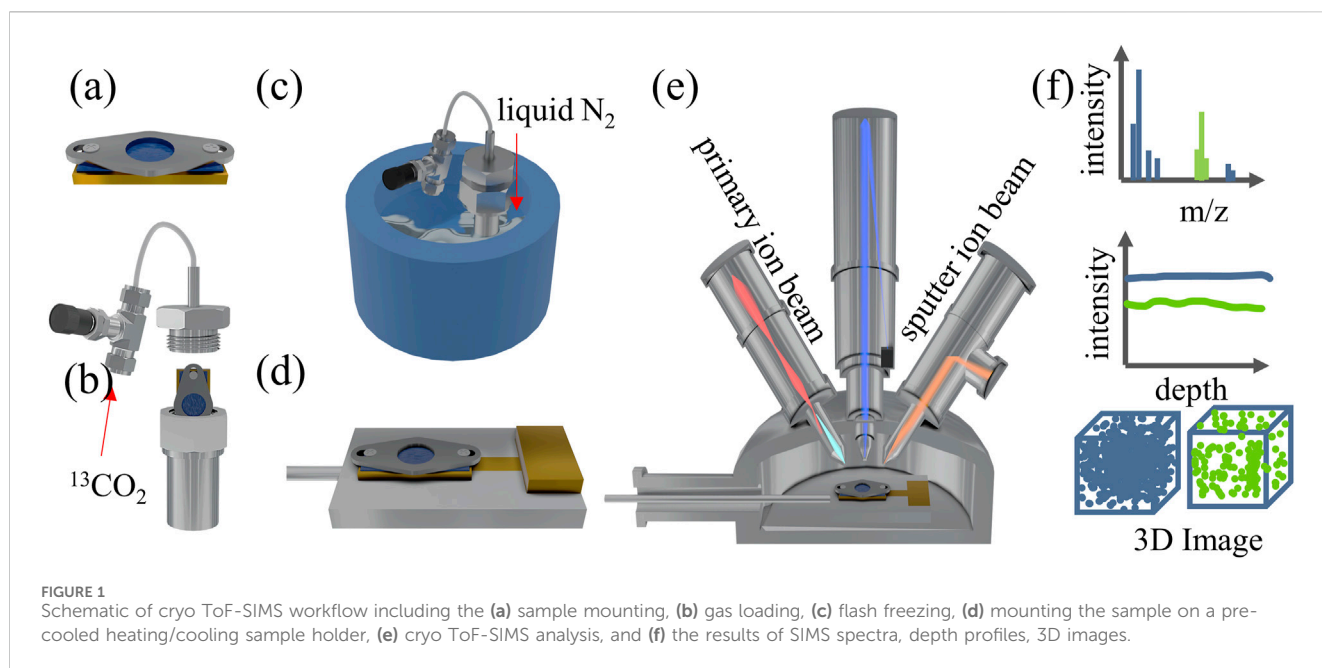 (a)
(b)
¹³CO₂
(c)
liquid N₂
(d)
(e)
primary ion beam
sputter ion beam
(f)
intensity
m/z
intensity
depth
3D Image
FIGURE 1
Schematic of cryo ToF-SIMS workflow including the (a) sample mounting, (b) gas loading, (c) flash freezing, (d) mounting the sample on a pre-
cooled heating/cooling sample holder, (e) cryo ToF-SIMS analysis, and (f) the results of SIMS spectra, depth profiles, 3D images.